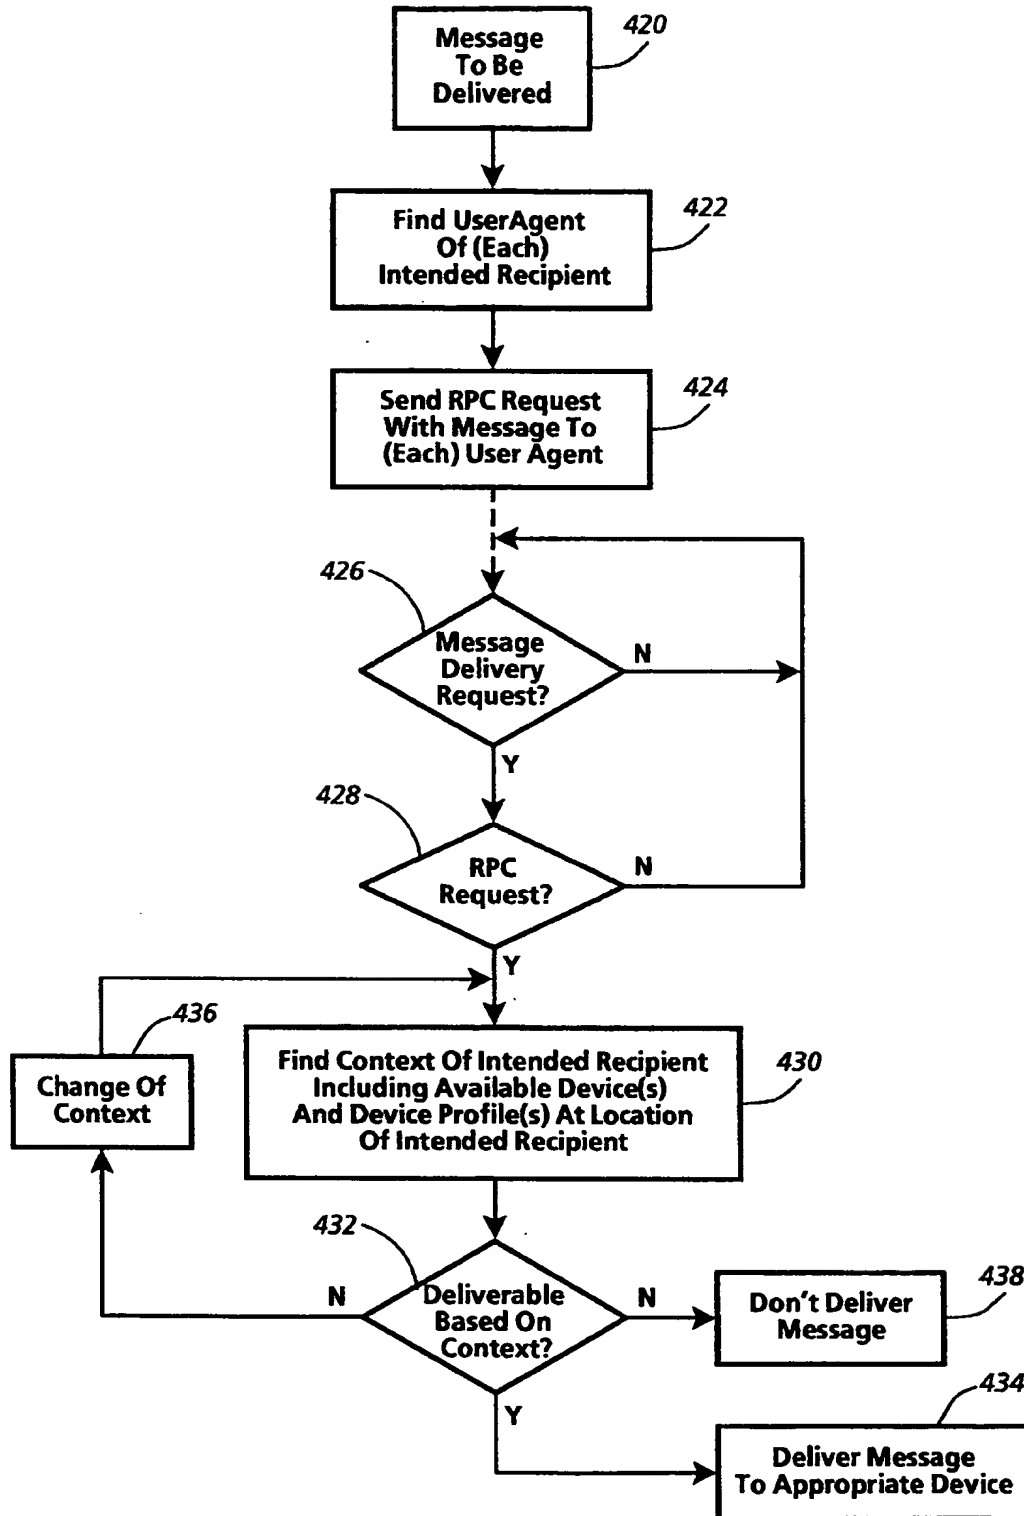 Message
To Be
Delivered
420
Find UserAgent
Of (Each)
Intended Recipient
422
Send RPC Request
With Message To
(Each) User Agent
424
426
Message
Delivery
Request?
N
Y
428
RPC
Request?
N
Y
436
Change Of
Context
Find Context Of Intended Recipient
Including Available Device(s)
And Device Profile(s) At Location
Of Intended Recipient
430
432
Deliverable
Based On
Context?
N
N
Y
Don't Deliver
Message
438
434
Deliver Message
To Appropriate Device